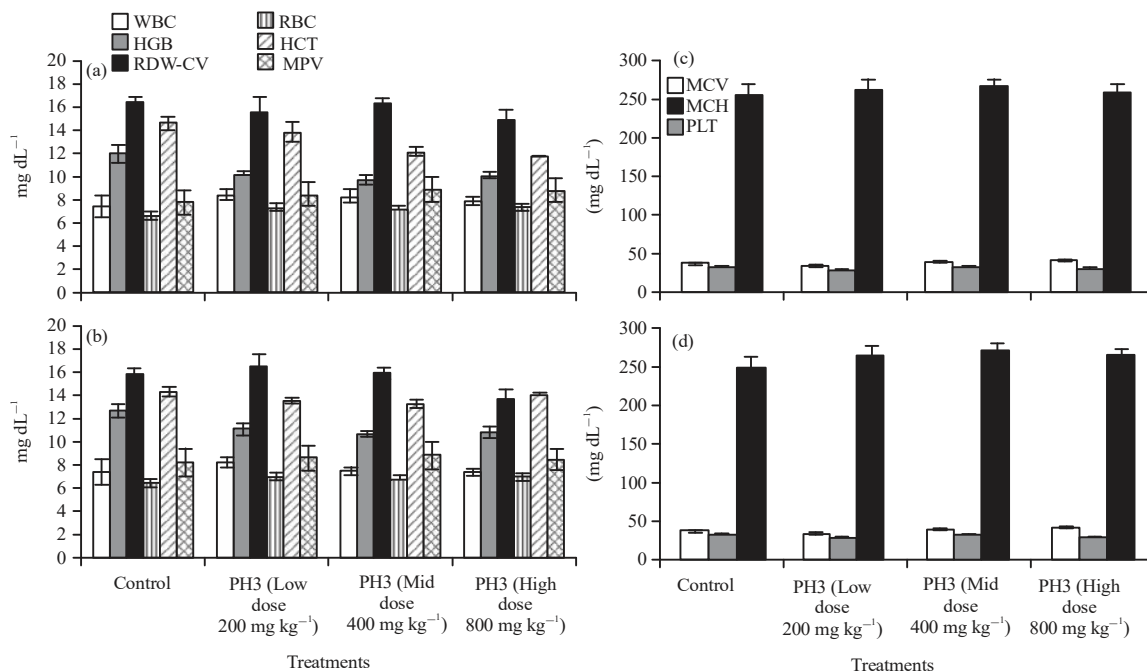 WBC
HGB
RDW-CV
RBC
HCT
MPV
(a)
20
18
16
14
12
10
8
6
4
2
0
mg dL⁻¹
(b)
20
18
16
14
12
10
8
6
4
2
0
mg dL⁻¹
Control
PH3 (Low
dose
200 mg kg⁻¹)
PH3 (Mid
dose
400 mg kg⁻¹)
PH3 (High
dose
800 mg kg⁻¹)
Treatments
(c)
MCV
MCH
PLT
300
250
200
150
100
50
0
(mg dL⁻¹)
(d)
300
250
200
150
100
50
0
(mg dL⁻¹)
Control
PH3 (Low
dose
200 mg kg⁻¹)
PH3 (Mid
dose
400 mg kg⁻¹)
PH3 (High
dose
800 mg kg⁻¹)
Treatments